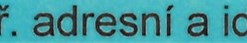 ř. adresní a